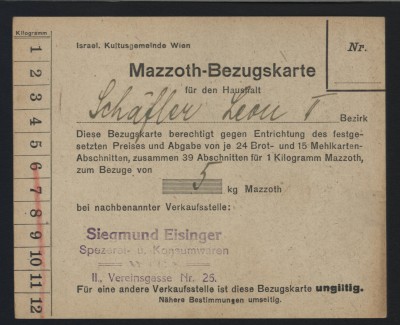 Kilogramm
1
2
3
4
5
6
7
8
9
10
11
12
Israel. Kultusgemeinde Wien
Nr.
Mazzoth-Bezugskarte
für den Haushalt
Schäfler Leon I Bezirk
Diese Bezugskarte berechtigt gegen Entrichtung des festge-
setzten Preises und Abgabe von je 24 Brot- und 15 Mehlkarten-
Abschnitten, zusammen 39 Abschnitten für 1 Kilogramm Mazzoth,
zum Bezuge von
5 kg Mazzoth
bei nachbenannter Verkaufsstelle:
Siegmund Eisinger
Spezerei- u. Konsumwaren
II., Vereinsgasse Nr. 26.
Für eine andere Verkaufsstelle ist diese Bezugskarte ungiltig.
Nähere Bestimmungen umseitig.